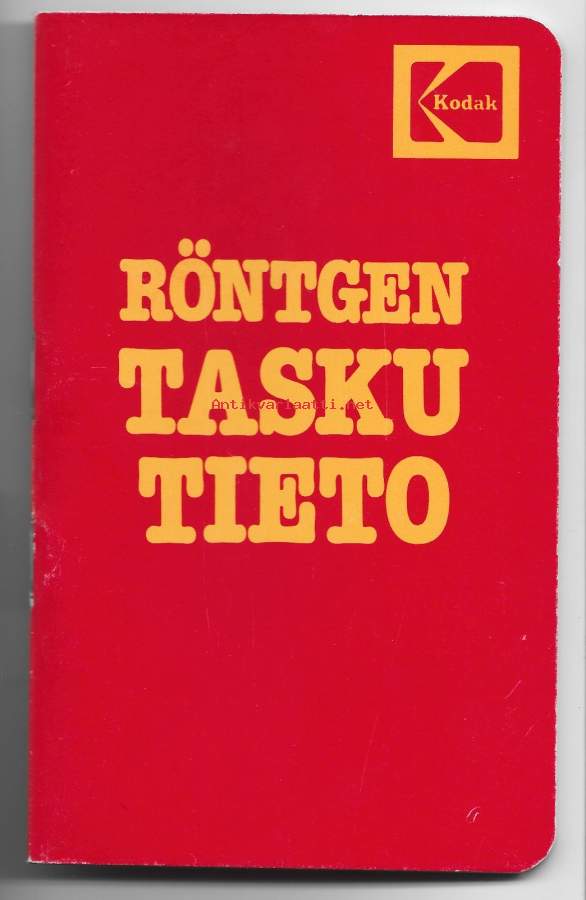 Kodak
RÖNTGEN
TASKU
Antikvariaatti.net
TIETO